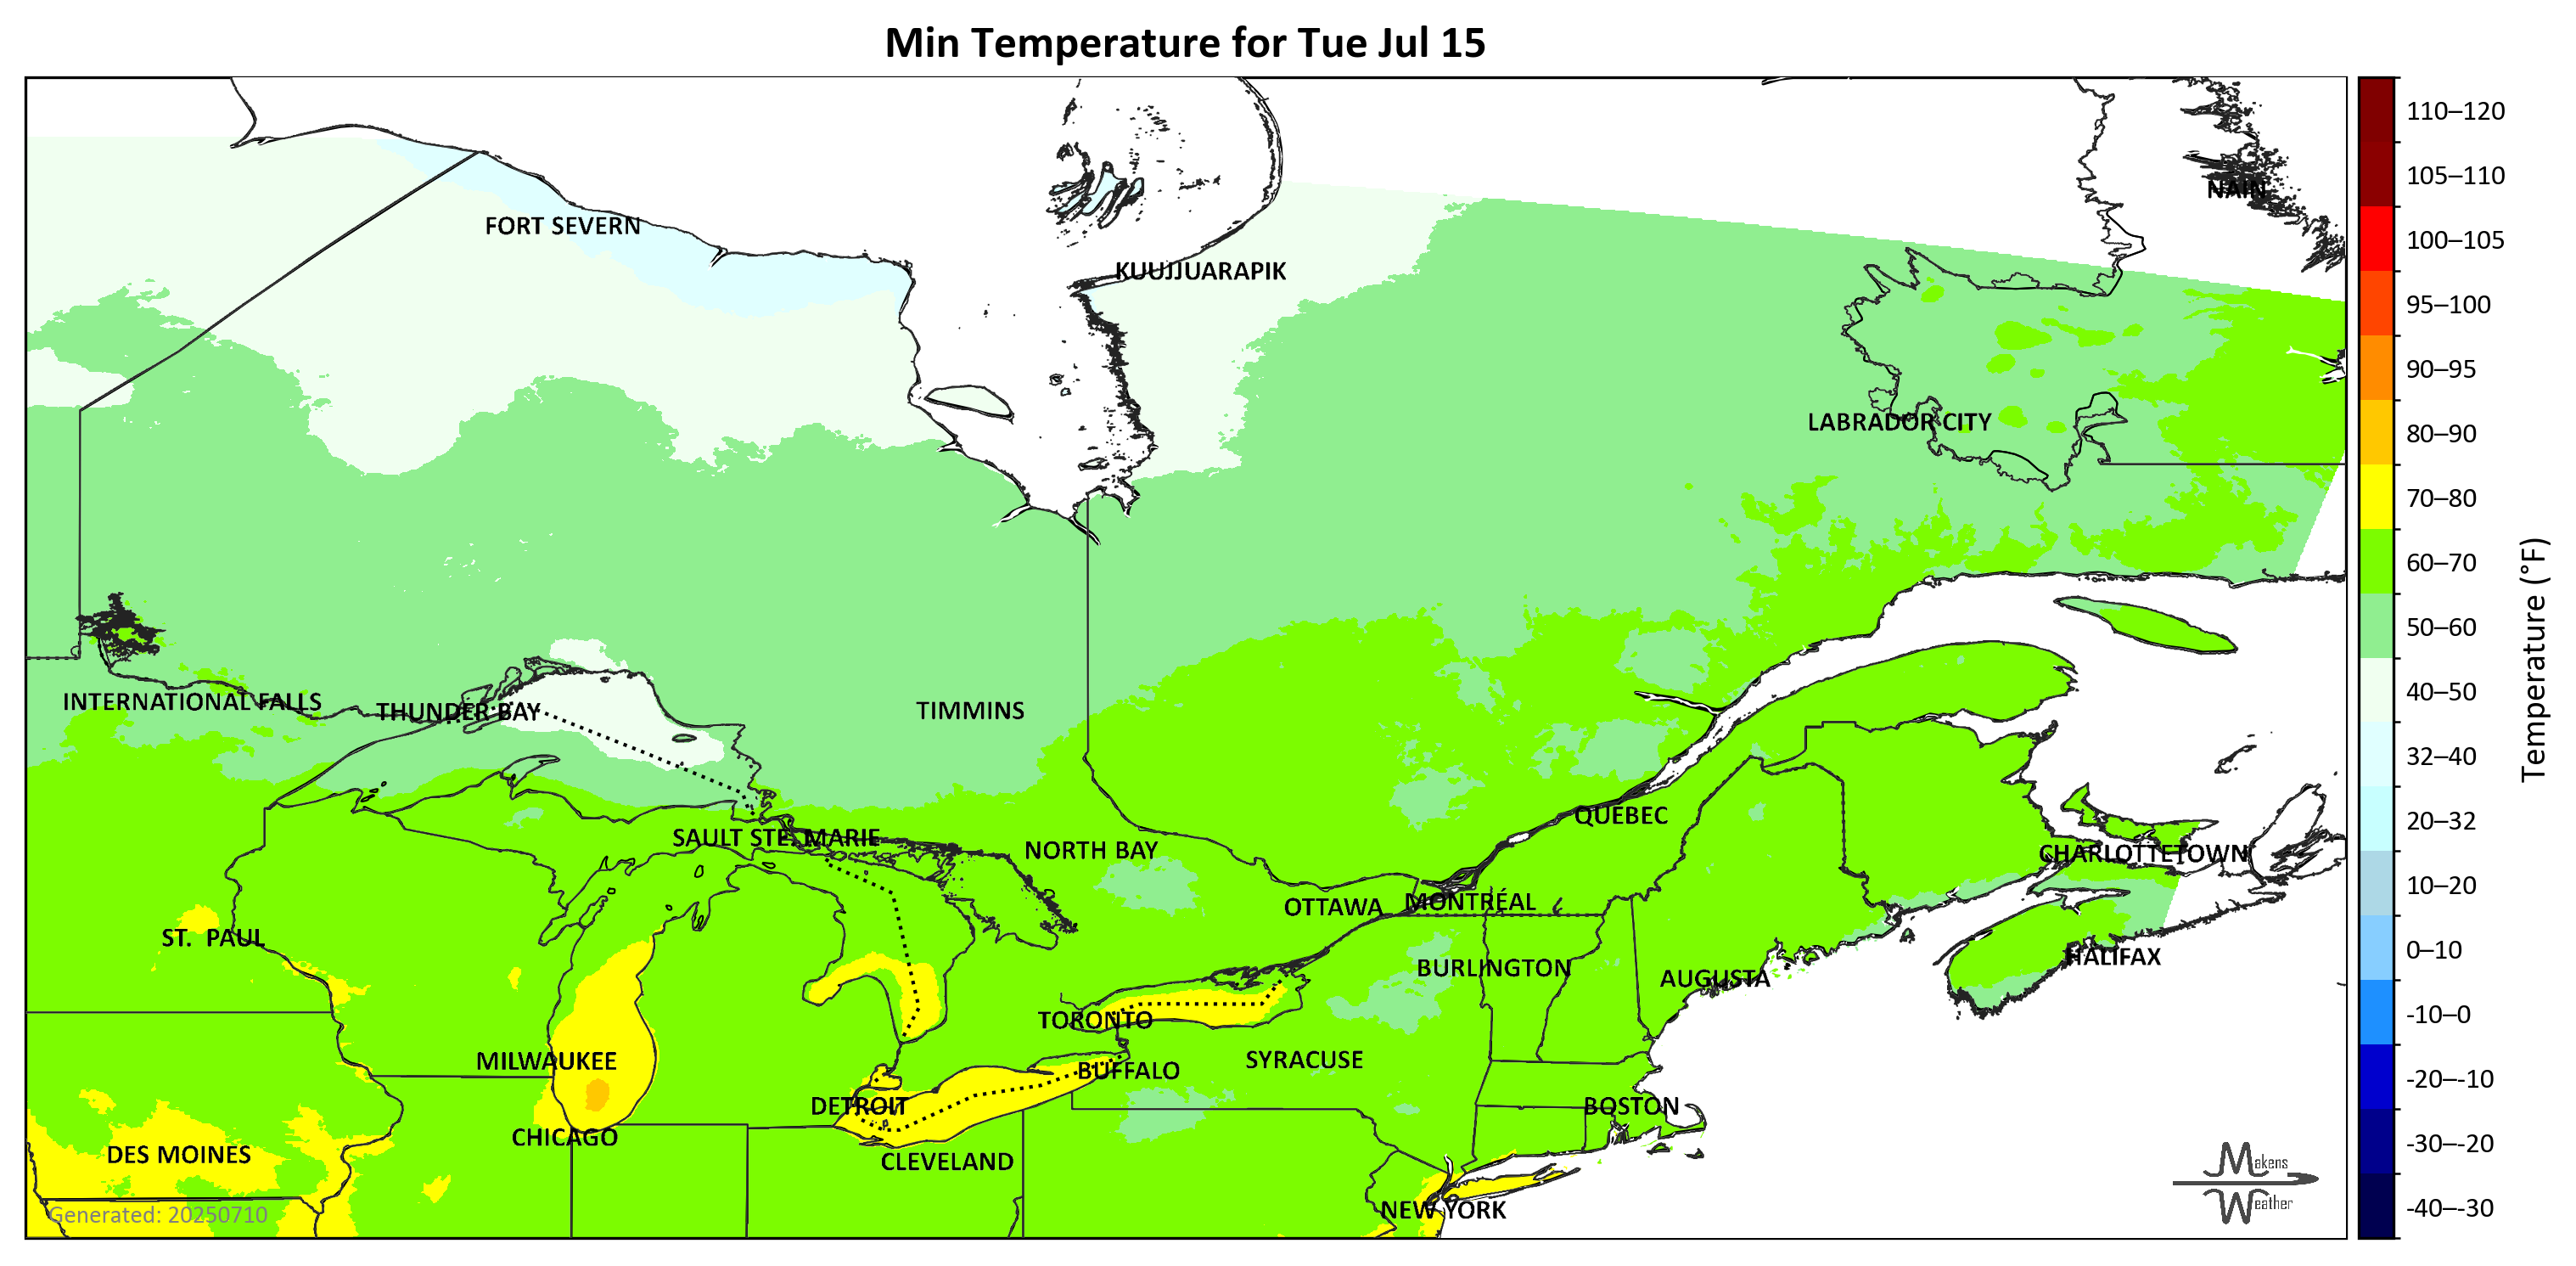 Min Temperature for Tue Jul 15
110–120
105–110
NAIN
FORT SEVERN
100–105
KUUJJUARAPIK
95–100
90–95
LABRADOR CITY
80–90
70–80
60–70
50–60
Temperature (°F)
40–50
INTERNATIONAL FALLS
THUNDER BAY
TIMMINS
32–40
QUÉBEC
20–32
SAULT STE. MARIE
NORTH BAY
CHARLOTTETOWN
10–20
OTTAWA
MONTRÉAL
ST. PAUL
0–10
HALIFAX
BURLINGTON
AUGUSTA
-10–0
TORONTO
MILWAUKEE
SYRACUSE
BUFFALO
-20–-10
DETROIT
BOSTON
CHICAGO
-30–-20
DES MOINES
CLEVELAND
Makens
Weather
NEW YORK
-40–-30
Generated: 20250710